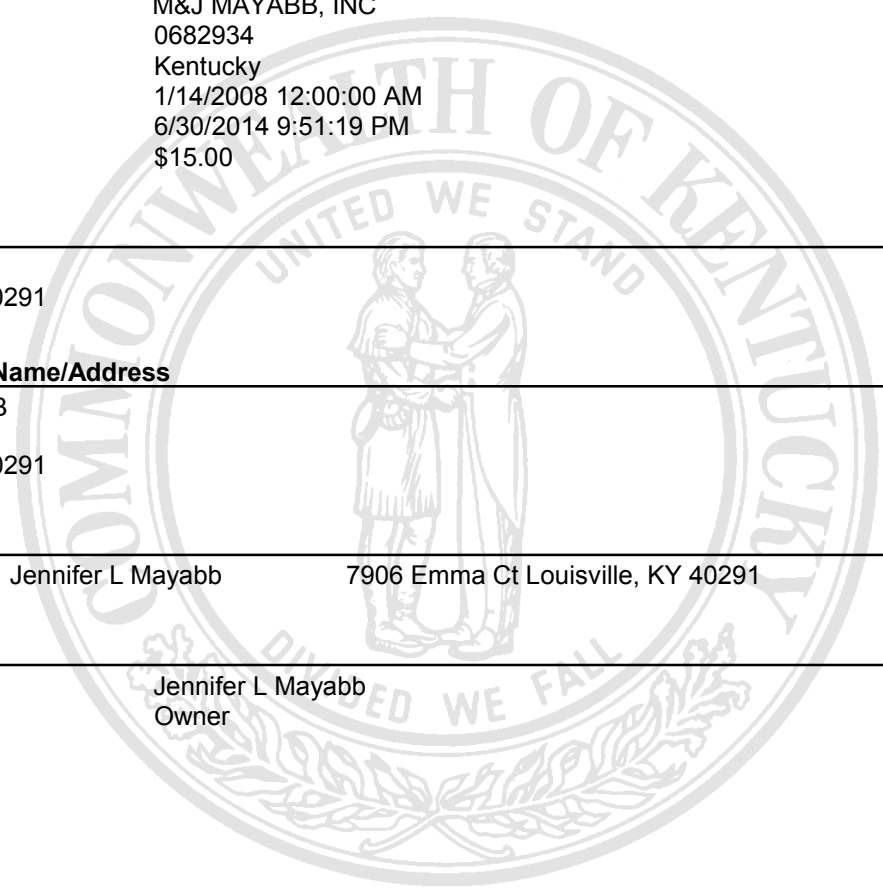 M&J MAYABB, INC
0682934
Kentucky
1/14/2008 12:00:00 AM
6/30/2014 9:51:19 PM
$15.00
COMMONWEALTH OF KENTUCKY
UNITED WE STAND
0291
Name/Address
0291
Jennifer L Mayabb 7906 Emma Ct Louisville, KY 40291
DIVIDED WE FALL
Jennifer L Mayabb
Owner